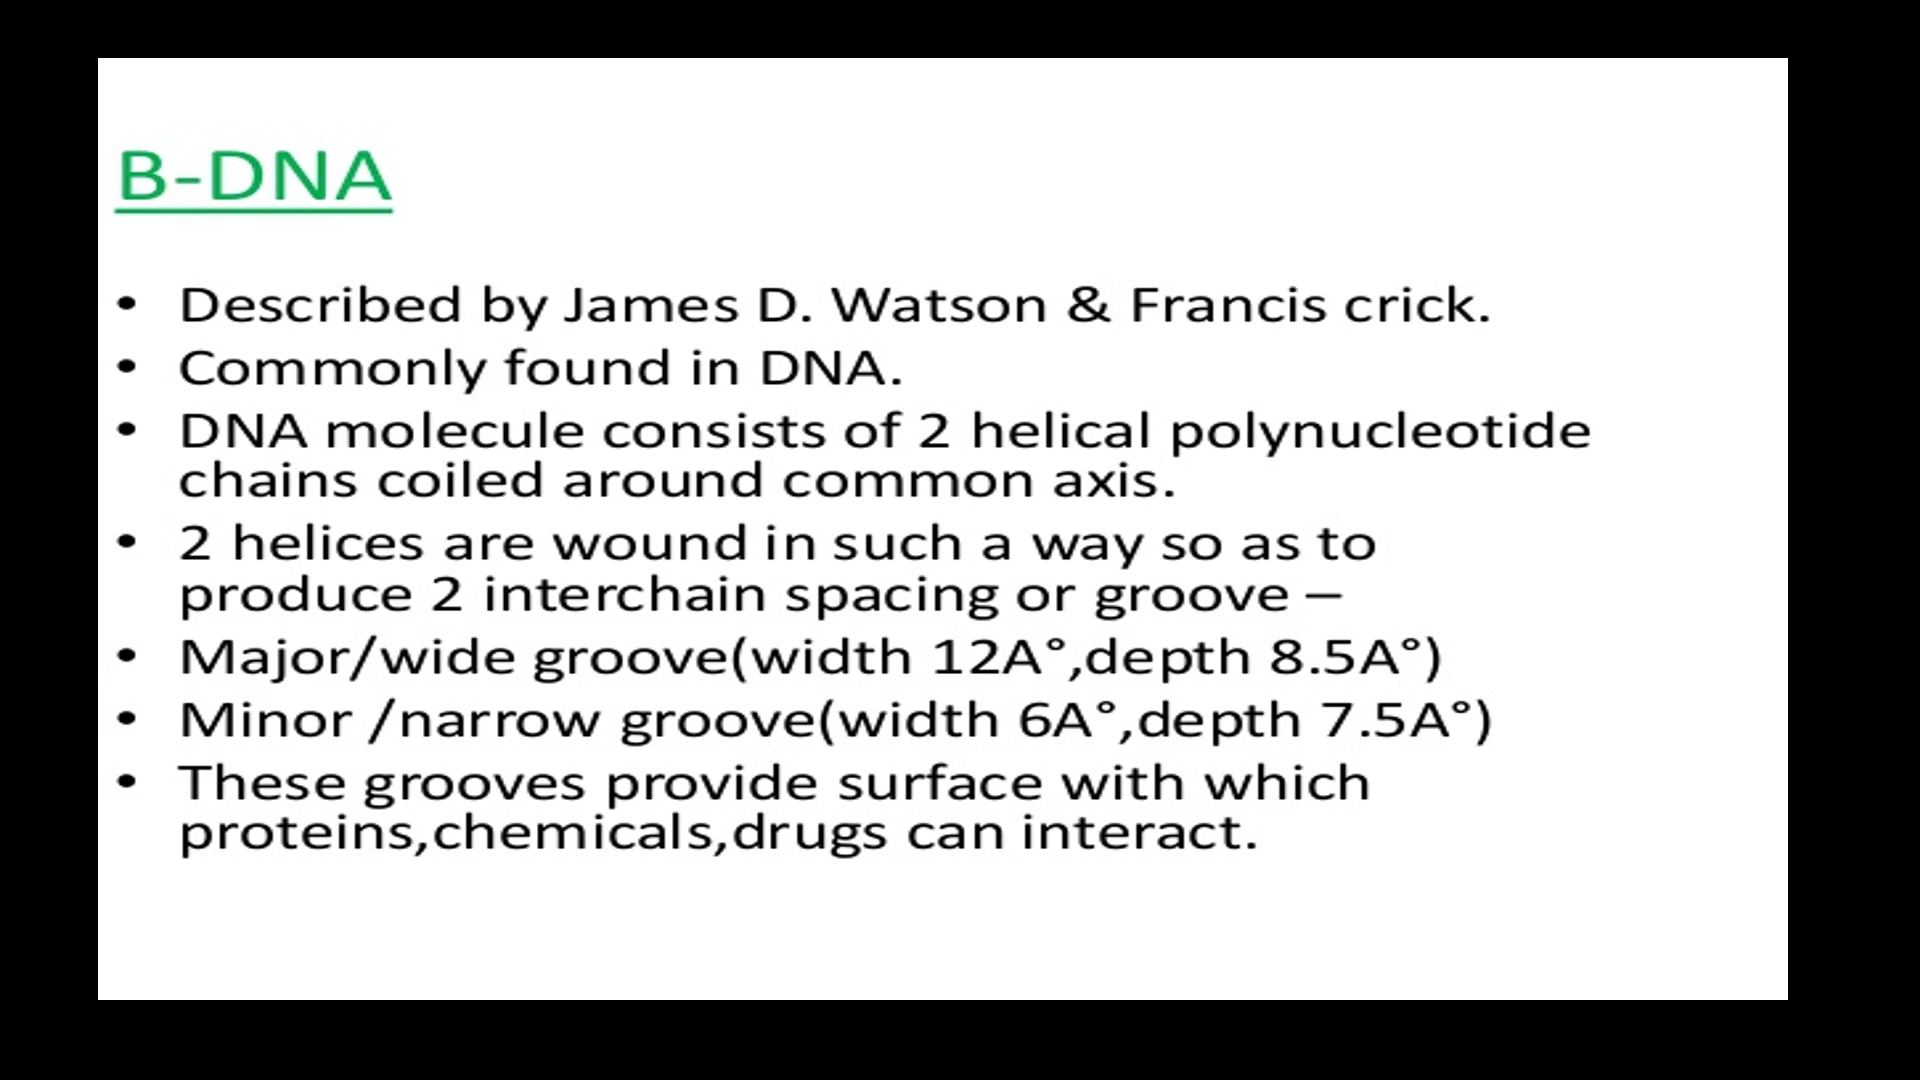 B-DNA
• Described by James D. Watson & Francis crick.
• Commonly found in DNA.
• DNA molecule consists of 2 helical polynucleotide
chains coiled around common axis.
• 2 helices are wound in such a way so as to
produce 2 interchain spacing or groove –
• Major/wide groove(width 12A°,depth 8.5A°)
• Minor /narrow groove(width 6A°,depth 7.5A°)
• These grooves provide surface with which
proteins,chemicals,drugs can interact.